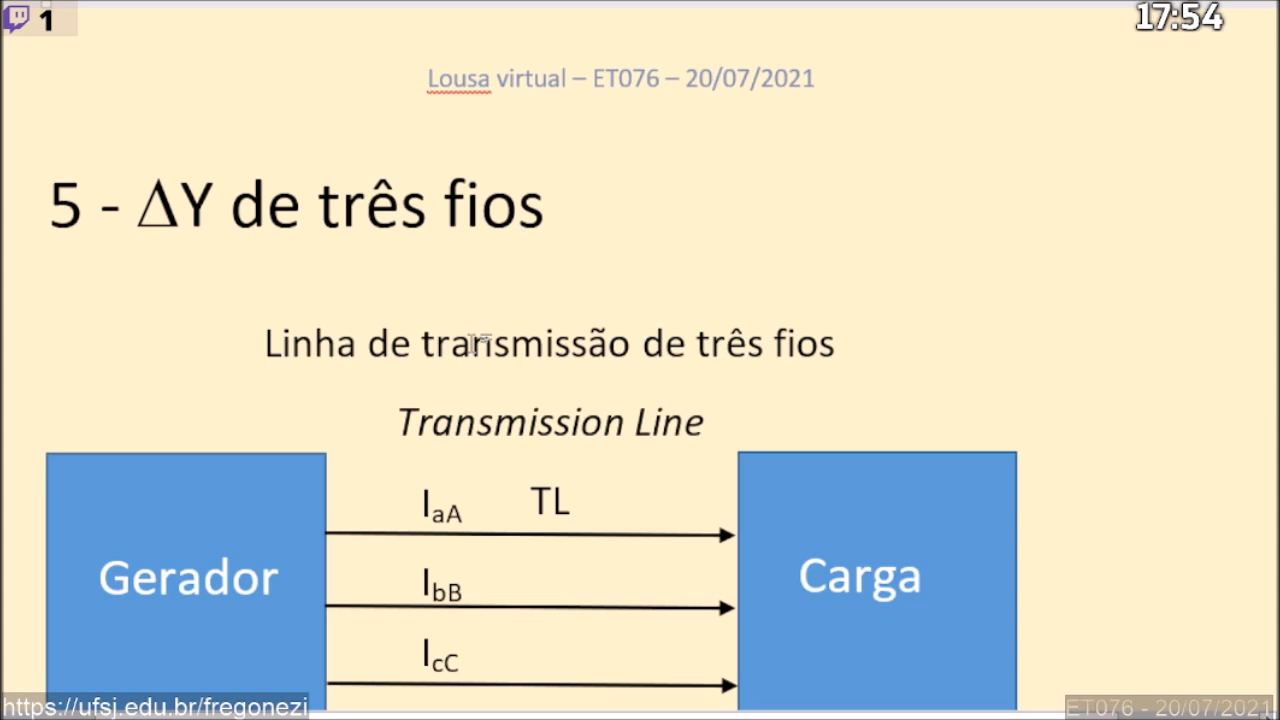 1
17:54
Lousa virtual – ET076 – 20/07/2021
5 - ΔY de três fios
Linha de transmissão de três fios
Transmission Line
IaA TL
Gerador
Carga
IbB
IcC
https://ufsj.edu.br/fregonezi
ET076 - 20/07/2021